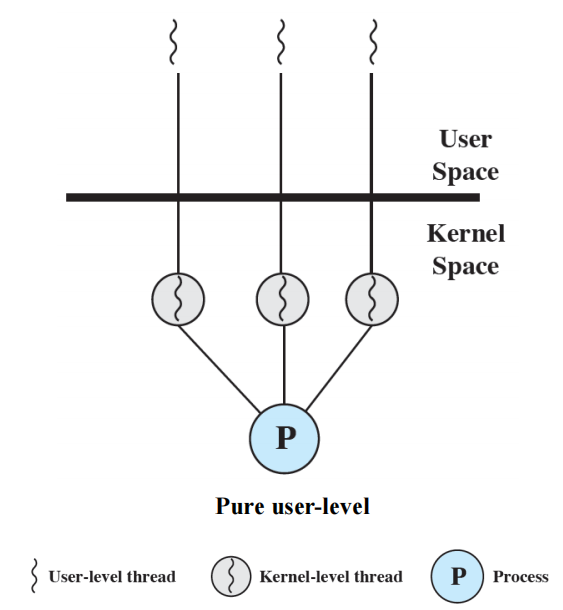 User
Space
Kernel
Space
P
Pure user-level
User-level thread
Kernel-level thread
P
Process